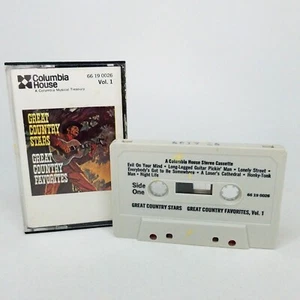 Columbia
House
A Columbia Musical Treasury
66 19 0026
Vol. 1
GREAT
COUNTRY
STARS
GREAT
COUNTRY
FAVORITES
A Columbia House Stereo Cassette
Evil On Your Mind • Long-Legged Guitar Pickin' Man • Lonely Street •
Everybody's Got to Be Somewhere • A Loser's Cathedral • Honky-Tonk
Man • Night Life
Side
One
66 19 0026
GREAT COUNTRY STARS GREAT COUNTRY FAVORITES, Vol. 1